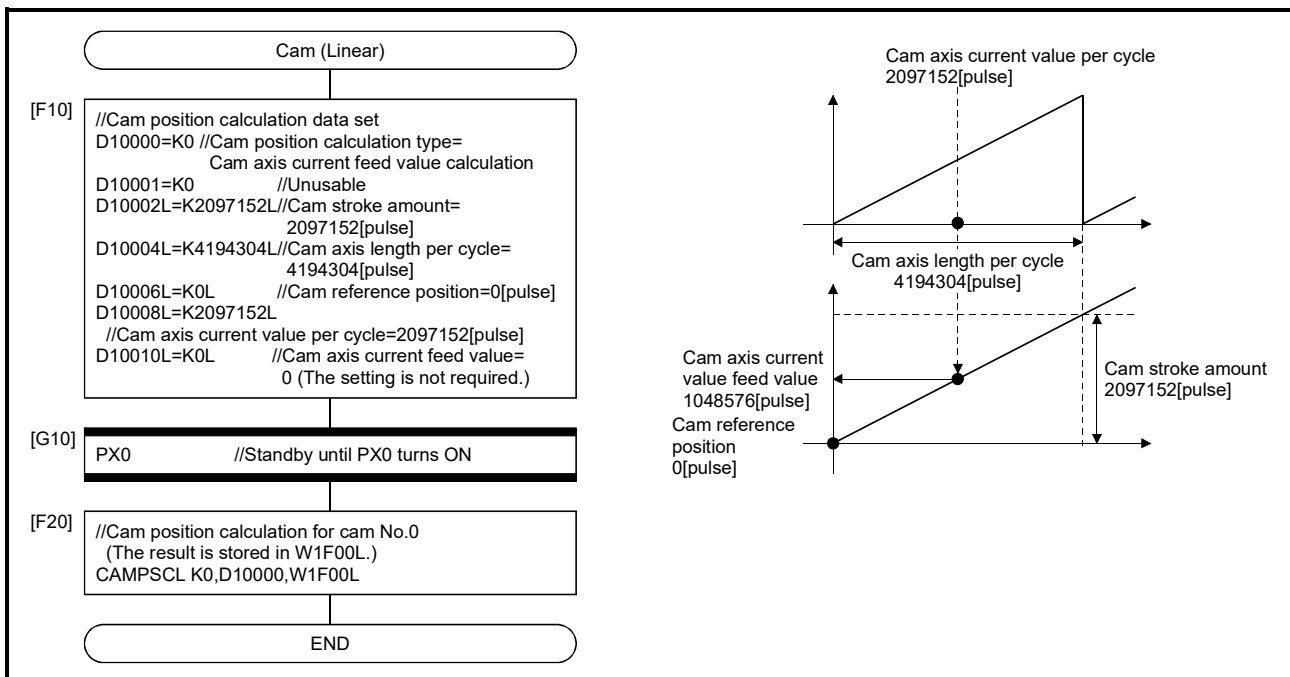 Cam (Linear)
[F10]
//Cam position calculation data set
D10000=K0 //Cam position calculation type=
Cam axis current feed value calculation
D10001=K0 //Unusable
D10002L=K2097152L//Cam stroke amount=
2097152[pulse]
D10004L=K4194304L//Cam axis length per cycle=
4194304[pulse]
D10006L=K0L //Cam reference position=0[pulse]
D10008L=K2097152L
//Cam axis current value per cycle=2097152[pulse]
D10010L=K0L //Cam axis current feed value=
0 (The setting is not required.)
[G10]
PX0 //Standby until PX0 turns ON
[F20]
//Cam position calculation for cam No.0
(The result is stored in W1F00L.)
CAMPSCL K0,D10000,W1F00L
END
Cam axis current value per cycle
2097152[pulse]
Cam axis length per cycle
4194304[pulse]
Cam axis current
value feed value
1048576[pulse]
Cam reference
position
0[pulse]
Cam stroke amount
2097152[pulse]